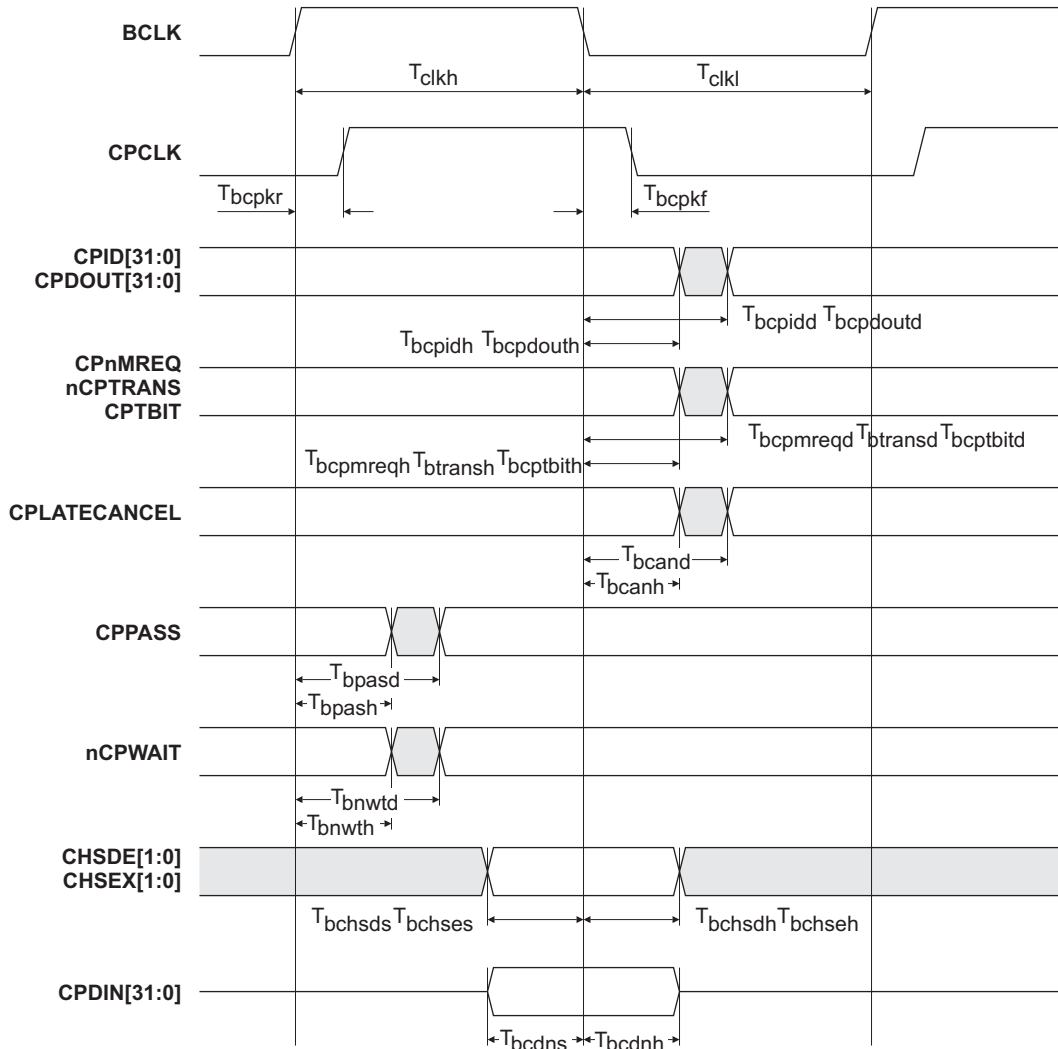 BCLK
Tclkh Tclkl
CPCLK
Tbcpkr Tbcpkf
CPID[31:0]
CPDOUT[31:0]
Tbcpidd Tbcpdoutd
Tbcpidh Tbcpdouth
CPnMREQ
nCPTRANS
CPTBIT
Tbcpmreqd Tbtransd Tbcptbitd
Tbcpmreqh Tbtransh Tbcptbith
CPLATECANCEL
Tbcand
Tbcanh
CPPASS
Tbpasd
Tbpash
nCPWAIT
Tbnwtd
Tbnwth
CHSDE[1:0]
CHSEX[1:0]
Tbchsds Tbchses Tbchsdh Tbchseh
CPDIN[31:0]
Tbcdns Tbcdnh